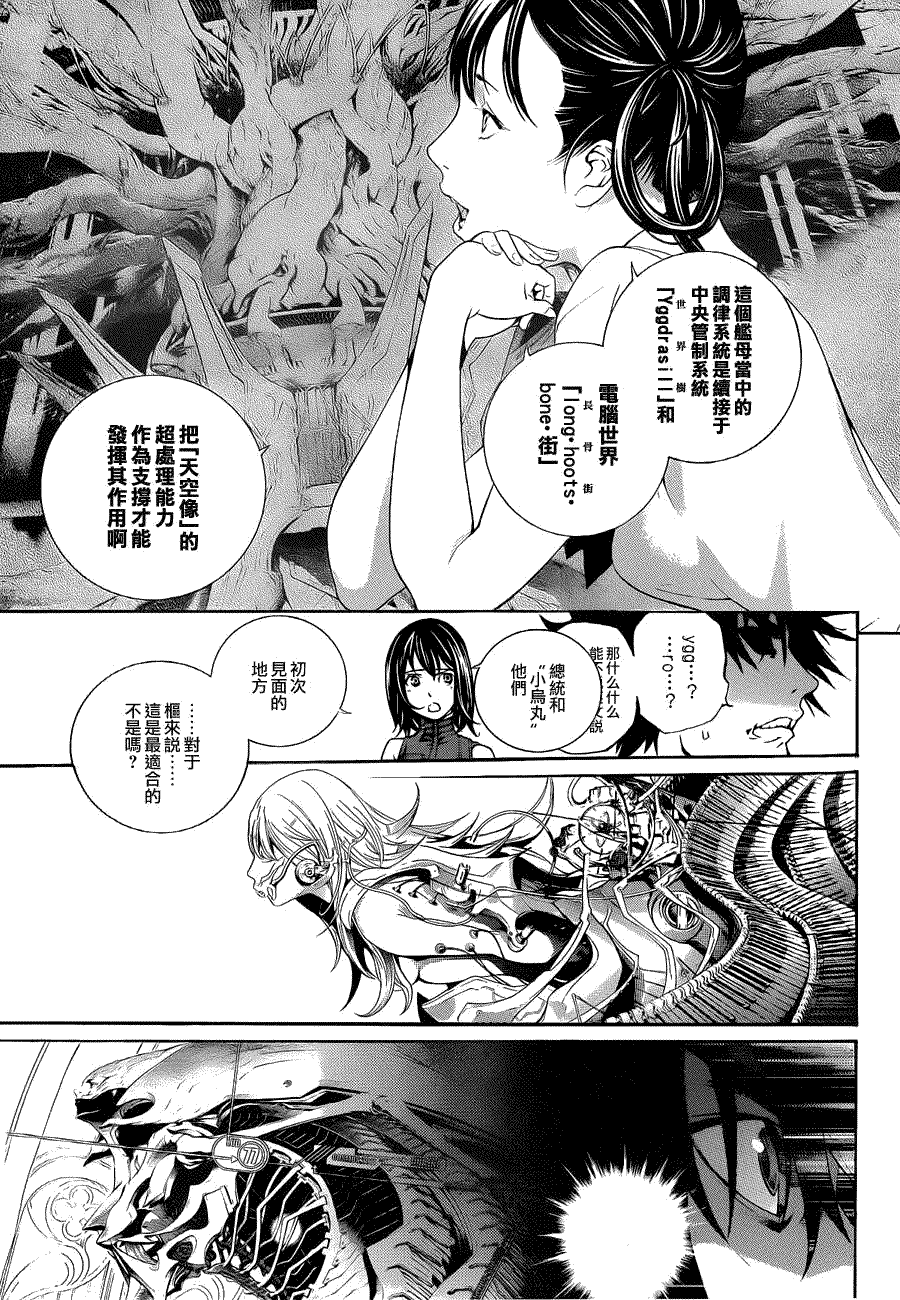 這個艦母當中的
調律系統是續接于
中央管制系統
『Yggdrasill』和
世界樹
電腦世界
『long・hoots・
bone・街』
長骨街
把「天空像」的
超處理能力
作為支撐才能
發揮其作用啊
ygg…？
…ro…？
那什么什么
總統和
“小烏丸”
他們
初次
見面的
地方
……對于
樞來說……
這是最適合的
不是嗎？